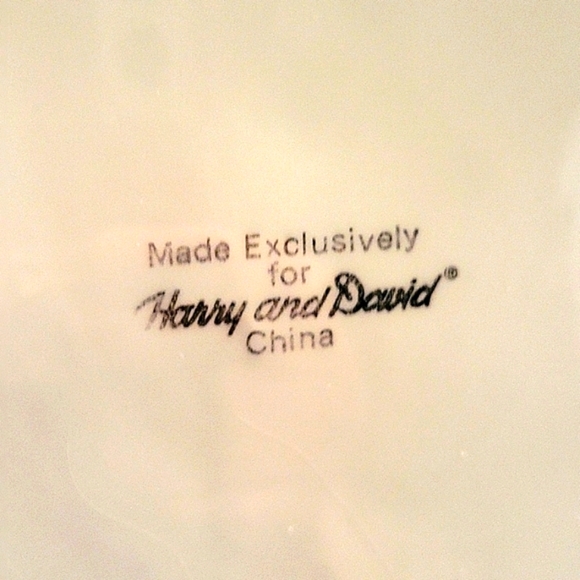 Made Exclusively
for
Harry and David®
China